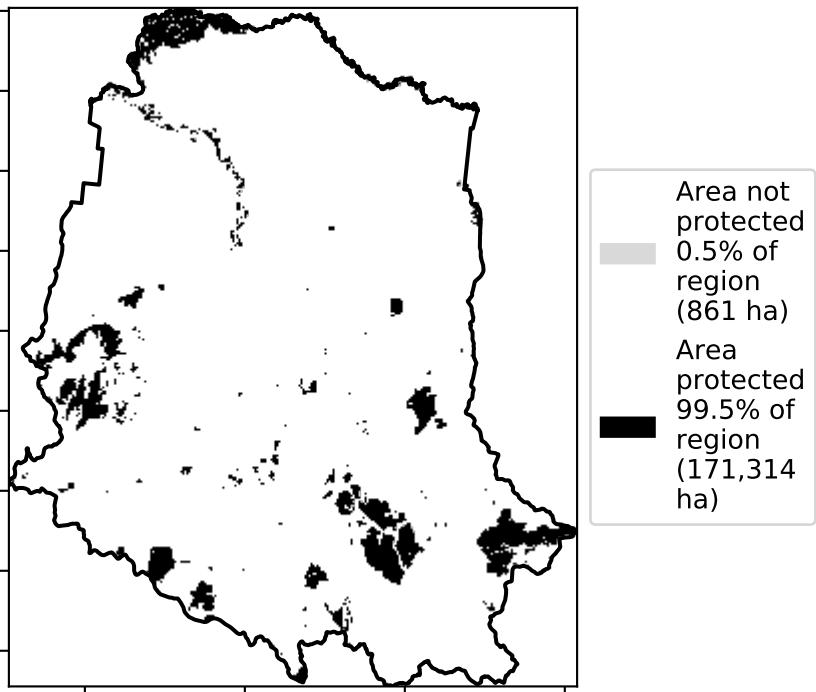 Area not
protected
0.5% of
region
(861 ha)
Area
protected
99.5% of
region
(171,314
ha)